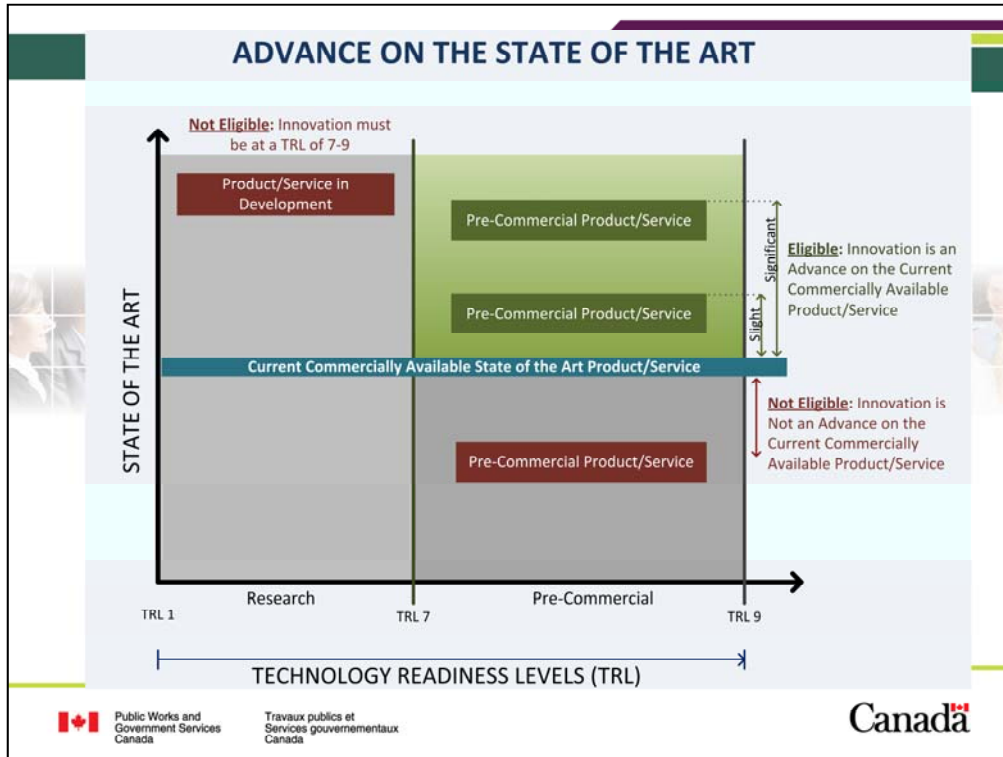 ADVANCE ON THE STATE OF THE ART
Not Eligible: Innovation must
be at a TRL of 7-9
Product/Service in
Development
Pre-Commercial Product/Service
Significant
Eligible: Innovation is an
Advance on the Current
Commercially Available
Product/Service
Pre-Commercial Product/Service
Slight
Current Commercially Available State of the Art Product/Service
Not Eligible: Innovation is
Not an Advance on the
Current Commercially
Available Product/Service
Pre-Commercial Product/Service
STATE OF THE ART
Research
Pre-Commercial
TRL 1
TRL 7
TRL 9
TECHNOLOGY READINESS LEVELS (TRL)
Public Works and
Government Services
Canada
Travaux publics et
Services gouvernementaux
Canada
Canada